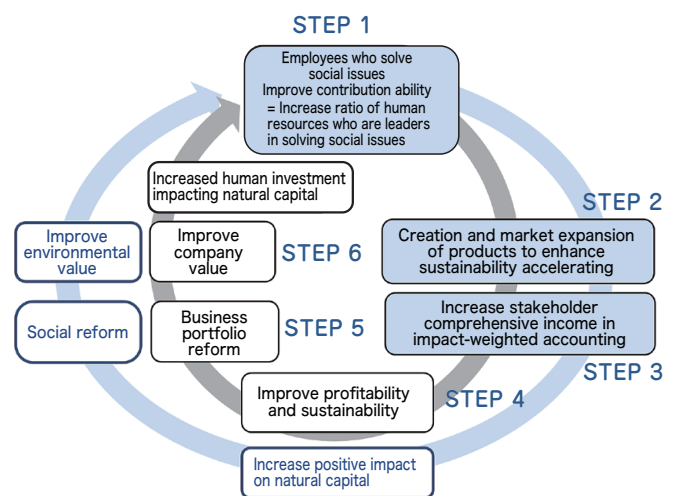 STEP 1
Employees who solve
social issues
Improve contribution ability
= Increase ratio of human
resources who are leaders
in solving social issues
STEP 2
Creation and market expansion
of products to enhance
sustainability accelerating
Increase stakeholder
comprehensive income in
impact-weighted accounting
STEP 3
Improve profitability
and sustainability
STEP 4
Increase positive impact
on natural capital
Business
portfolio
reform
STEP 5
Social reform
Improve
company
value
STEP 6
Improve
environmental
value
Increased human investment
impacting natural capital